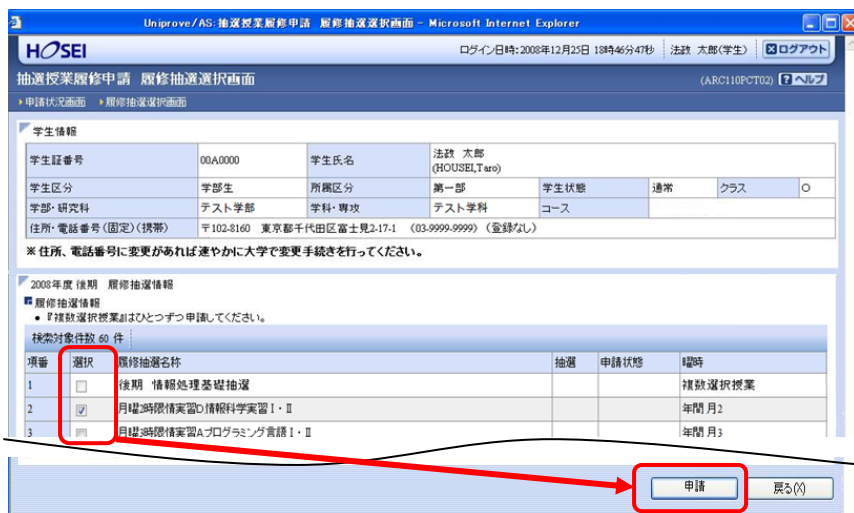 Uniprove/AS:抽選授業履修申請 履修抽選選択画面 - Microsoft Internet Explorer
HOSEI ログイン日時:2008年12月25日 18時46分47秒 法政 太郎(学生) ログアウト
抽選授業履修申請 履修抽選選択画面 (ARC110PCT02) ? ヘルプ
申請状況画面 履修抽選選択画面
学生情報
学生証番号 00A0000 学生氏名 法政 太郎
(HOUSEI,Taro)
学生区分 学部生 所属区分 第一部 学生状態 通常 クラス O
学部・研究科 テスト学部 学科・専攻 テスト学科 コース
住所・電話番号(固定)(携帯) 〒102-8160 東京都千代田区富士見2-17-1 (03-9999-9999) (登録なし)
※住所、電話番号に変更があれば速やかに大学で変更手続きを行ってください。
2008年度 後期 履修抽選情報
履修抽選情報
• 『複数選択授業』はひとつずつ申請してください。
検索対象件数 60 件
項番 選択 履修抽選名称 抽選 申請状態 曜時
1 後期 情報処理基礎抽選 複数選択授業
2 月曜2時限情実習D情報科学実習Ⅰ・Ⅱ 年間 月2
3 月曜3時限情実習Aプログラミング言語Ⅰ・Ⅱ 年間 月3
申請 戻る(X)